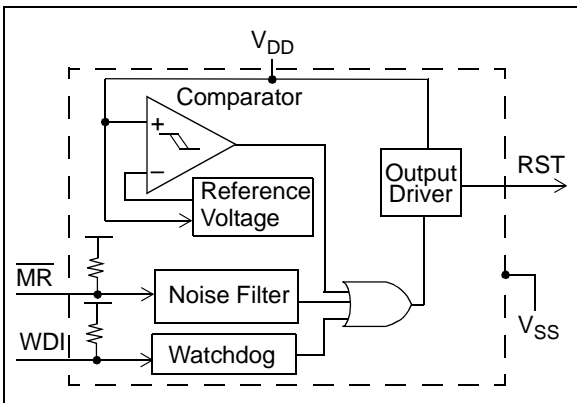 VDD
Comparator
+
−
Reference
Voltage
Output
Driver
RST
MR
Noise Filter
WDI
Watchdog
VSS